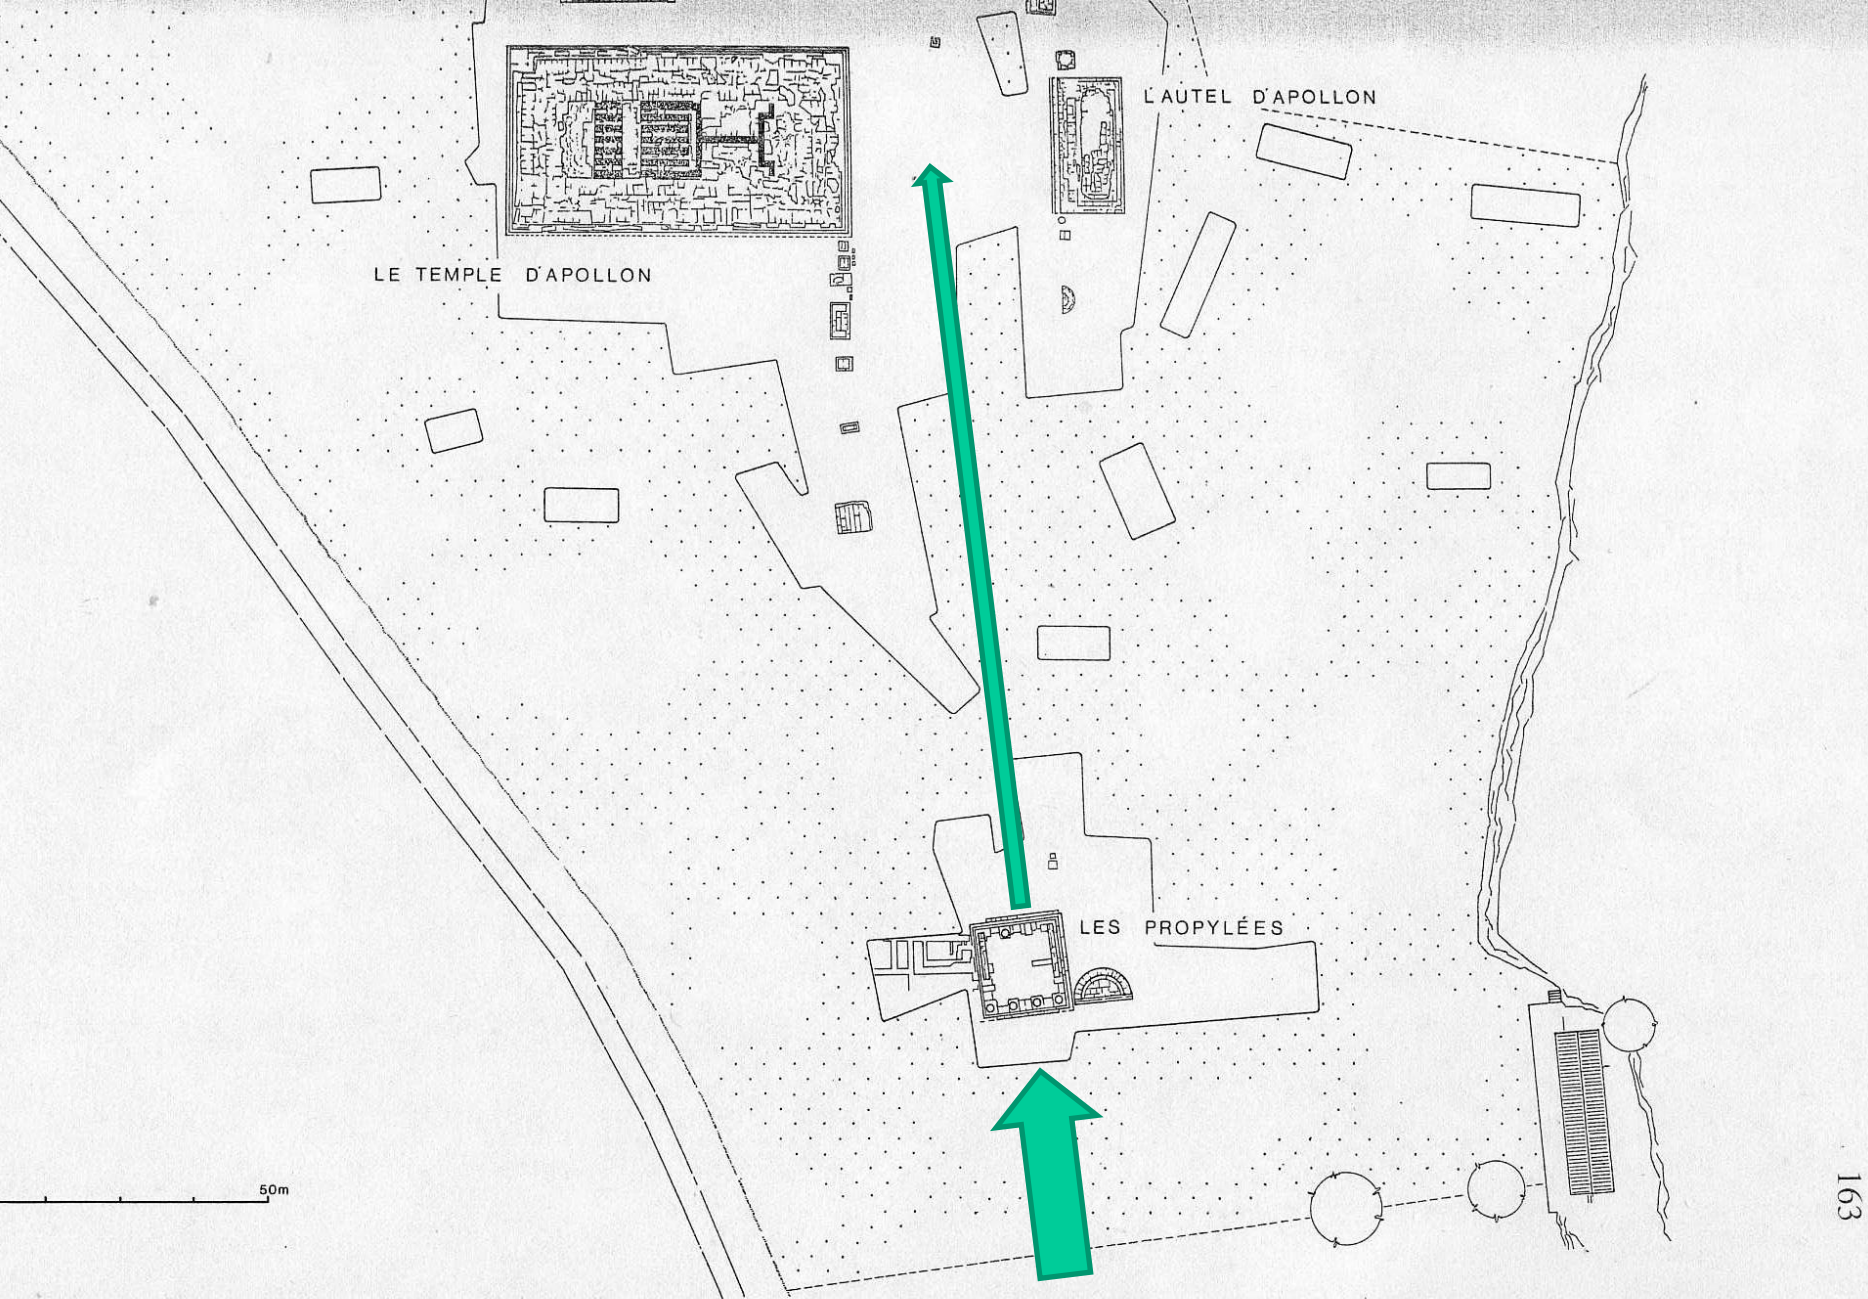 L'AUTEL D'APOLLON
LE TEMPLE D'APOLLON
LES PROPYLÉES
50m
163